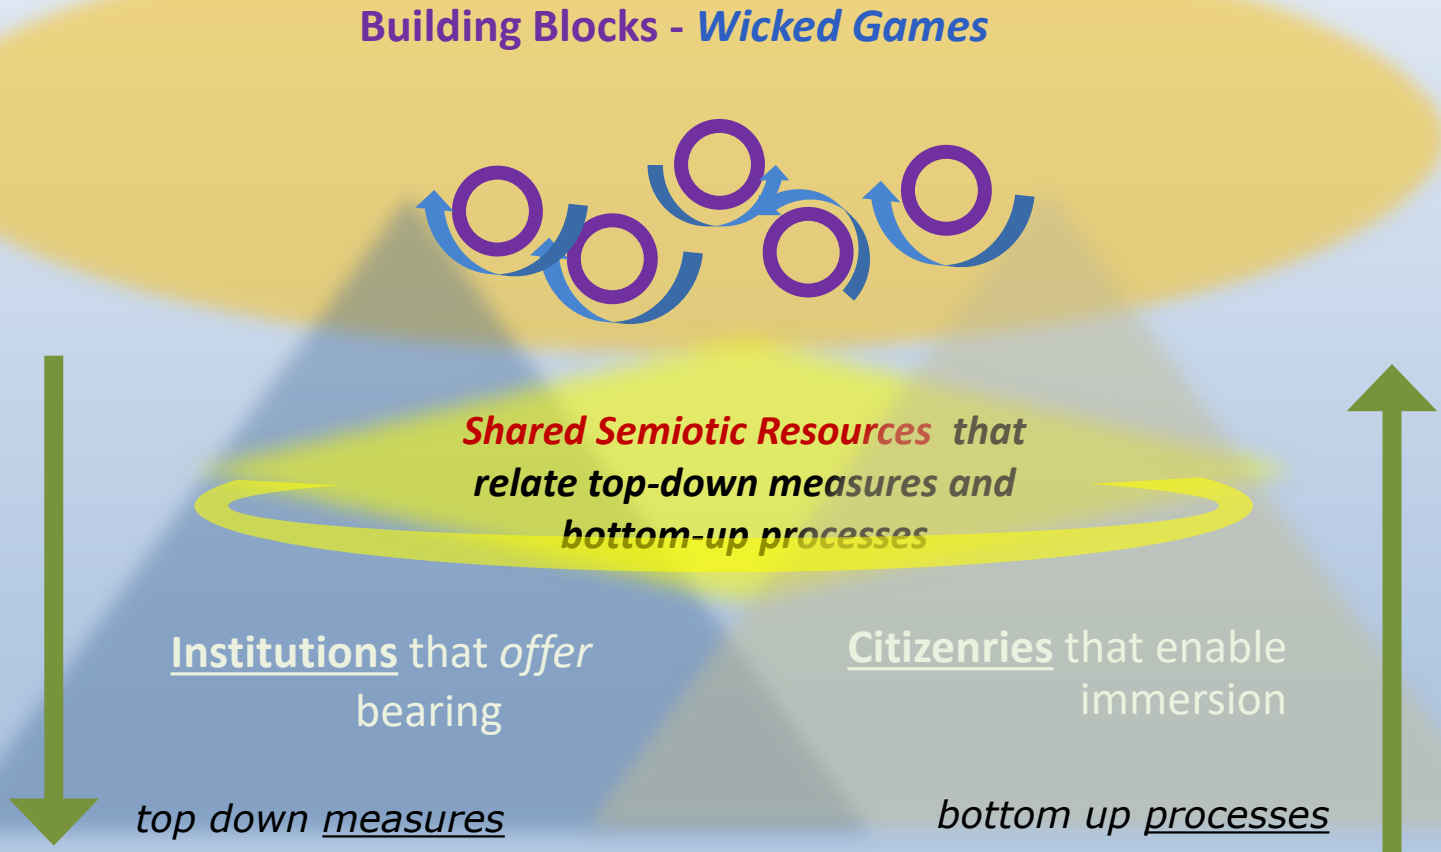 Building Blocks - Wicked Games
Shared Semiotic Resources that
relate top-down measures and
bottom-up processes
Institutions that offer
bearing
Citizenries that enable
immersion
top down measures
bottom up processes